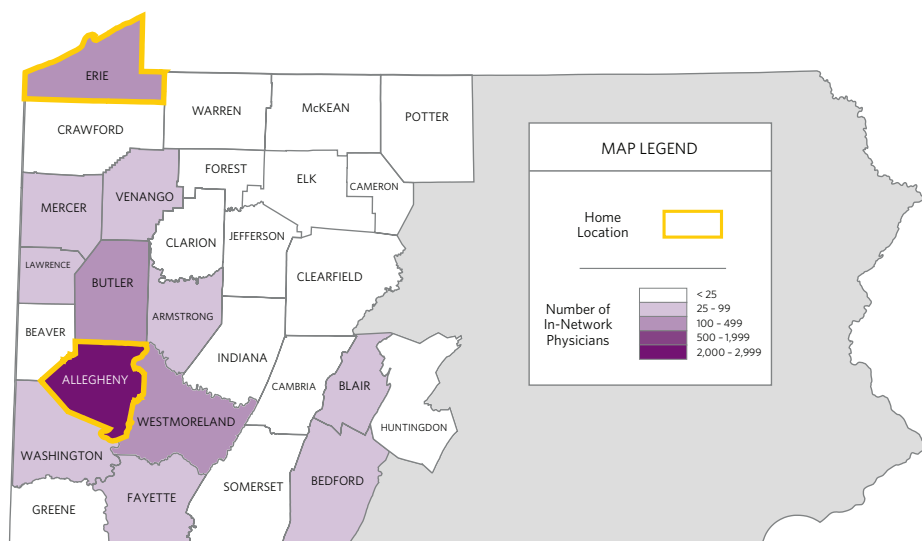 ERIE
WARREN
McKEAN
POTTER
CRAWFORD
FOREST
ELK
CAMERON
MERCER
VENANGO
CLARION
JEFFERSON
LAWRENCE
BUTLER
CLEARFIELD
ARMSTRONG
BEAVER
INDIANA
ALLEGHENY
CAMBRIA
BLAIR
WESTMORELAND
HUNTINGDON
WASHINGTON
FAYETTE
SOMERSET
BEDFORD
GREENE
MAP LEGEND
Home
Location
Number of
In-Network
Physicians
< 25
25 - 99
100 - 499
500 - 1,999
2,000 - 2,999